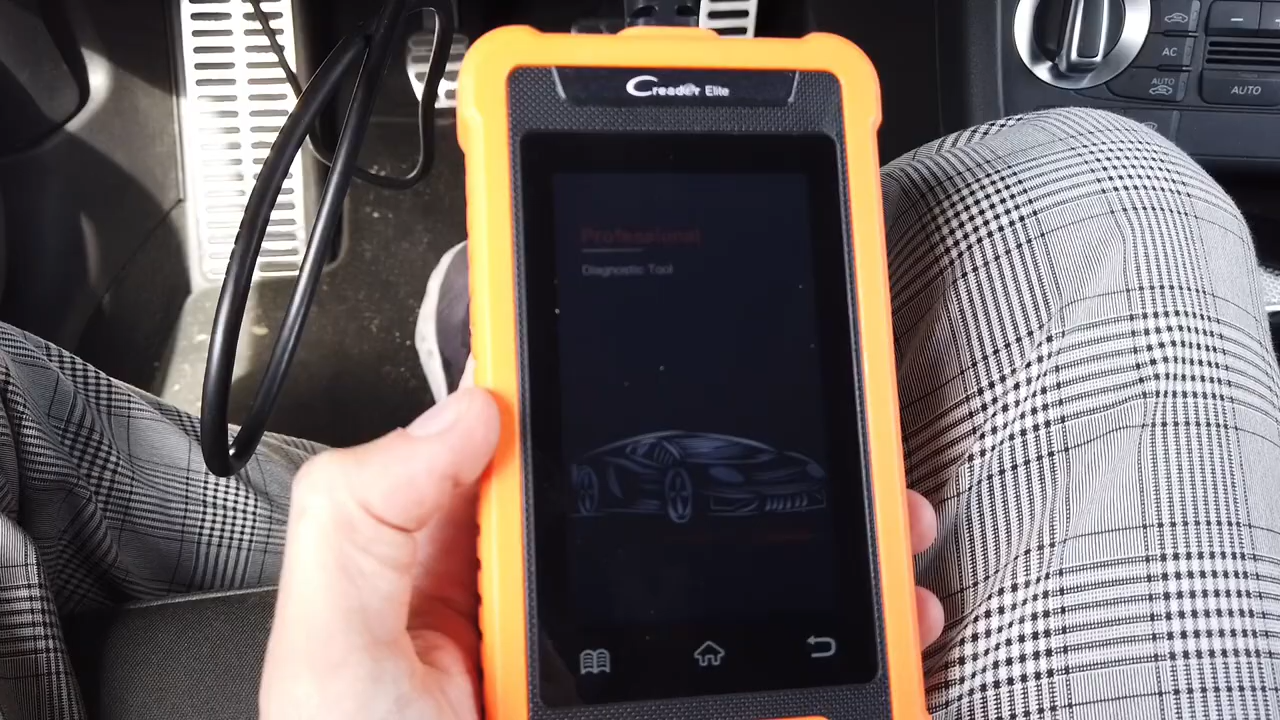 Creader Elite
Professional
Diagnostic Tool
AC
AUTO
AUTO